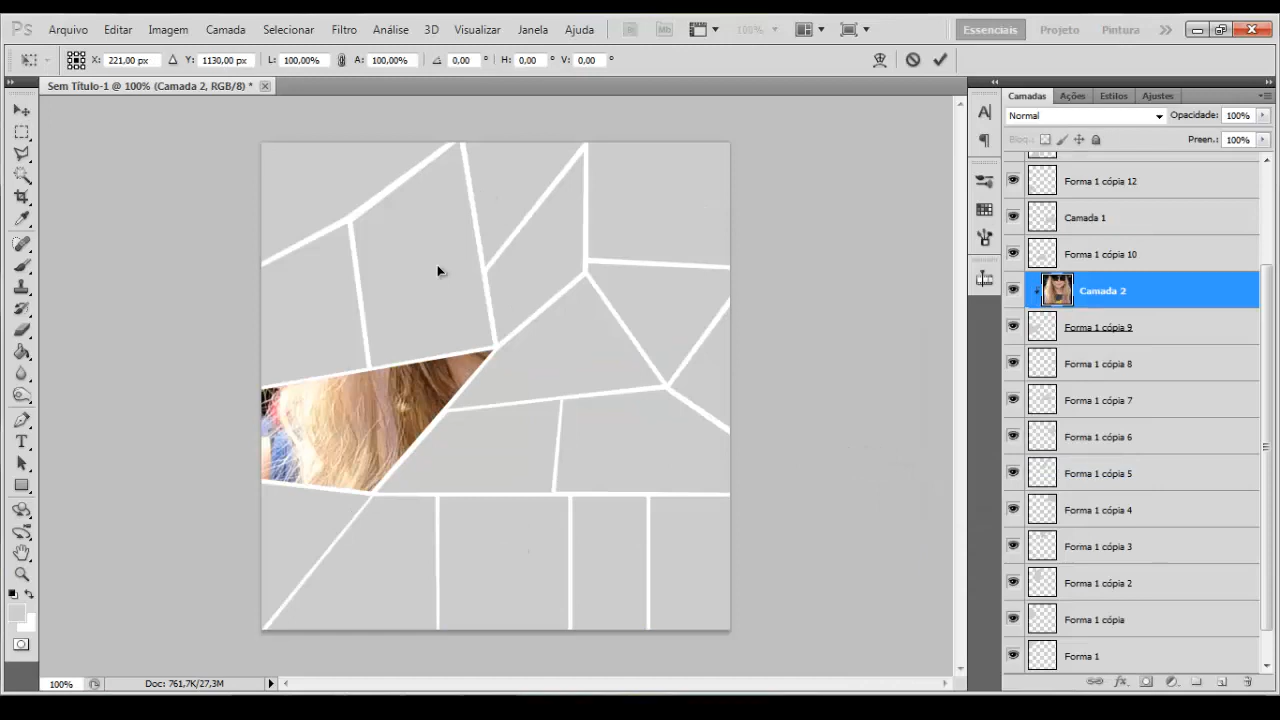 Ps Arquivo Editar Imagem Camada Selecionar Filtro Análise 3D Visualizar Janela Ajuda Br Mb 100% Essenciais Projeto Pintura
X: 221,00 px Y: 1130,00 px L: 100,00% A: 100,00% 0,00 ° H: 0,00 ° V: 0,00 °
Sem Título-1 @ 100% (Camada 2, RGB/8) *
Camadas Ações Estilos Ajustes
Normal Opacidade: 100%
Bloq.: Preen.: 100%
Forma 1 cópia 12
Camada 1
Forma 1 cópia 10
Camada 2
Forma 1 cópia 9
Forma 1 cópia 8
Forma 1 cópia 7
Forma 1 cópia 6
Forma 1 cópia 5
Forma 1 cópia 4
Forma 1 cópia 3
Forma 1 cópia 2
Forma 1 cópia
Forma 1
100% Doc: 761,7K/27,3M